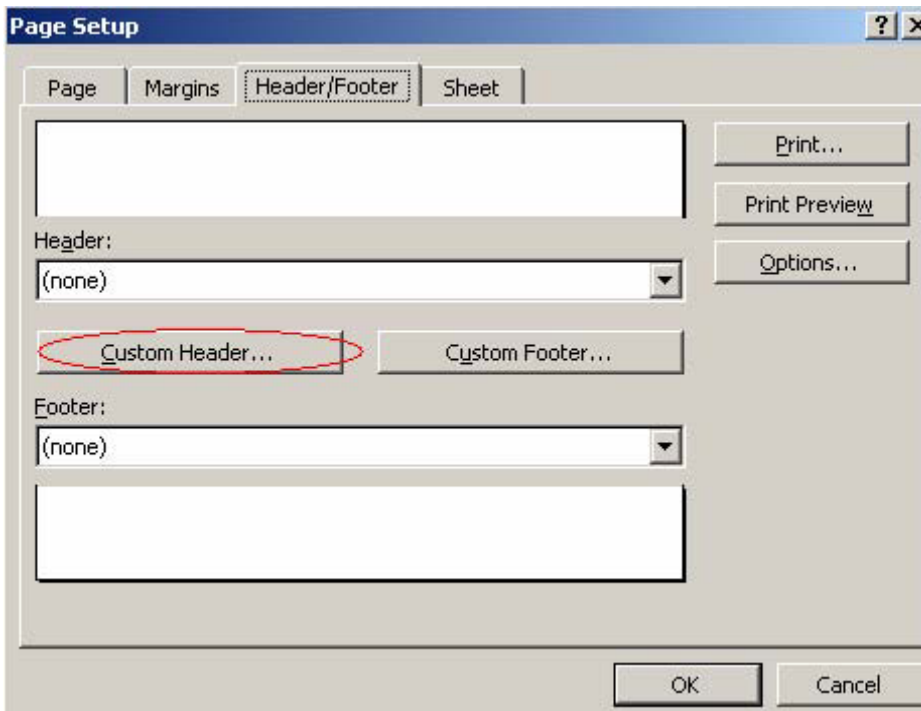 Page Setup
?
Page Margins Header/Footer Sheet
Print...
Print Preview
Header:
Options...
(none)
Custom Header... Custom Footer...
Footer:
(none)
OK Cancel